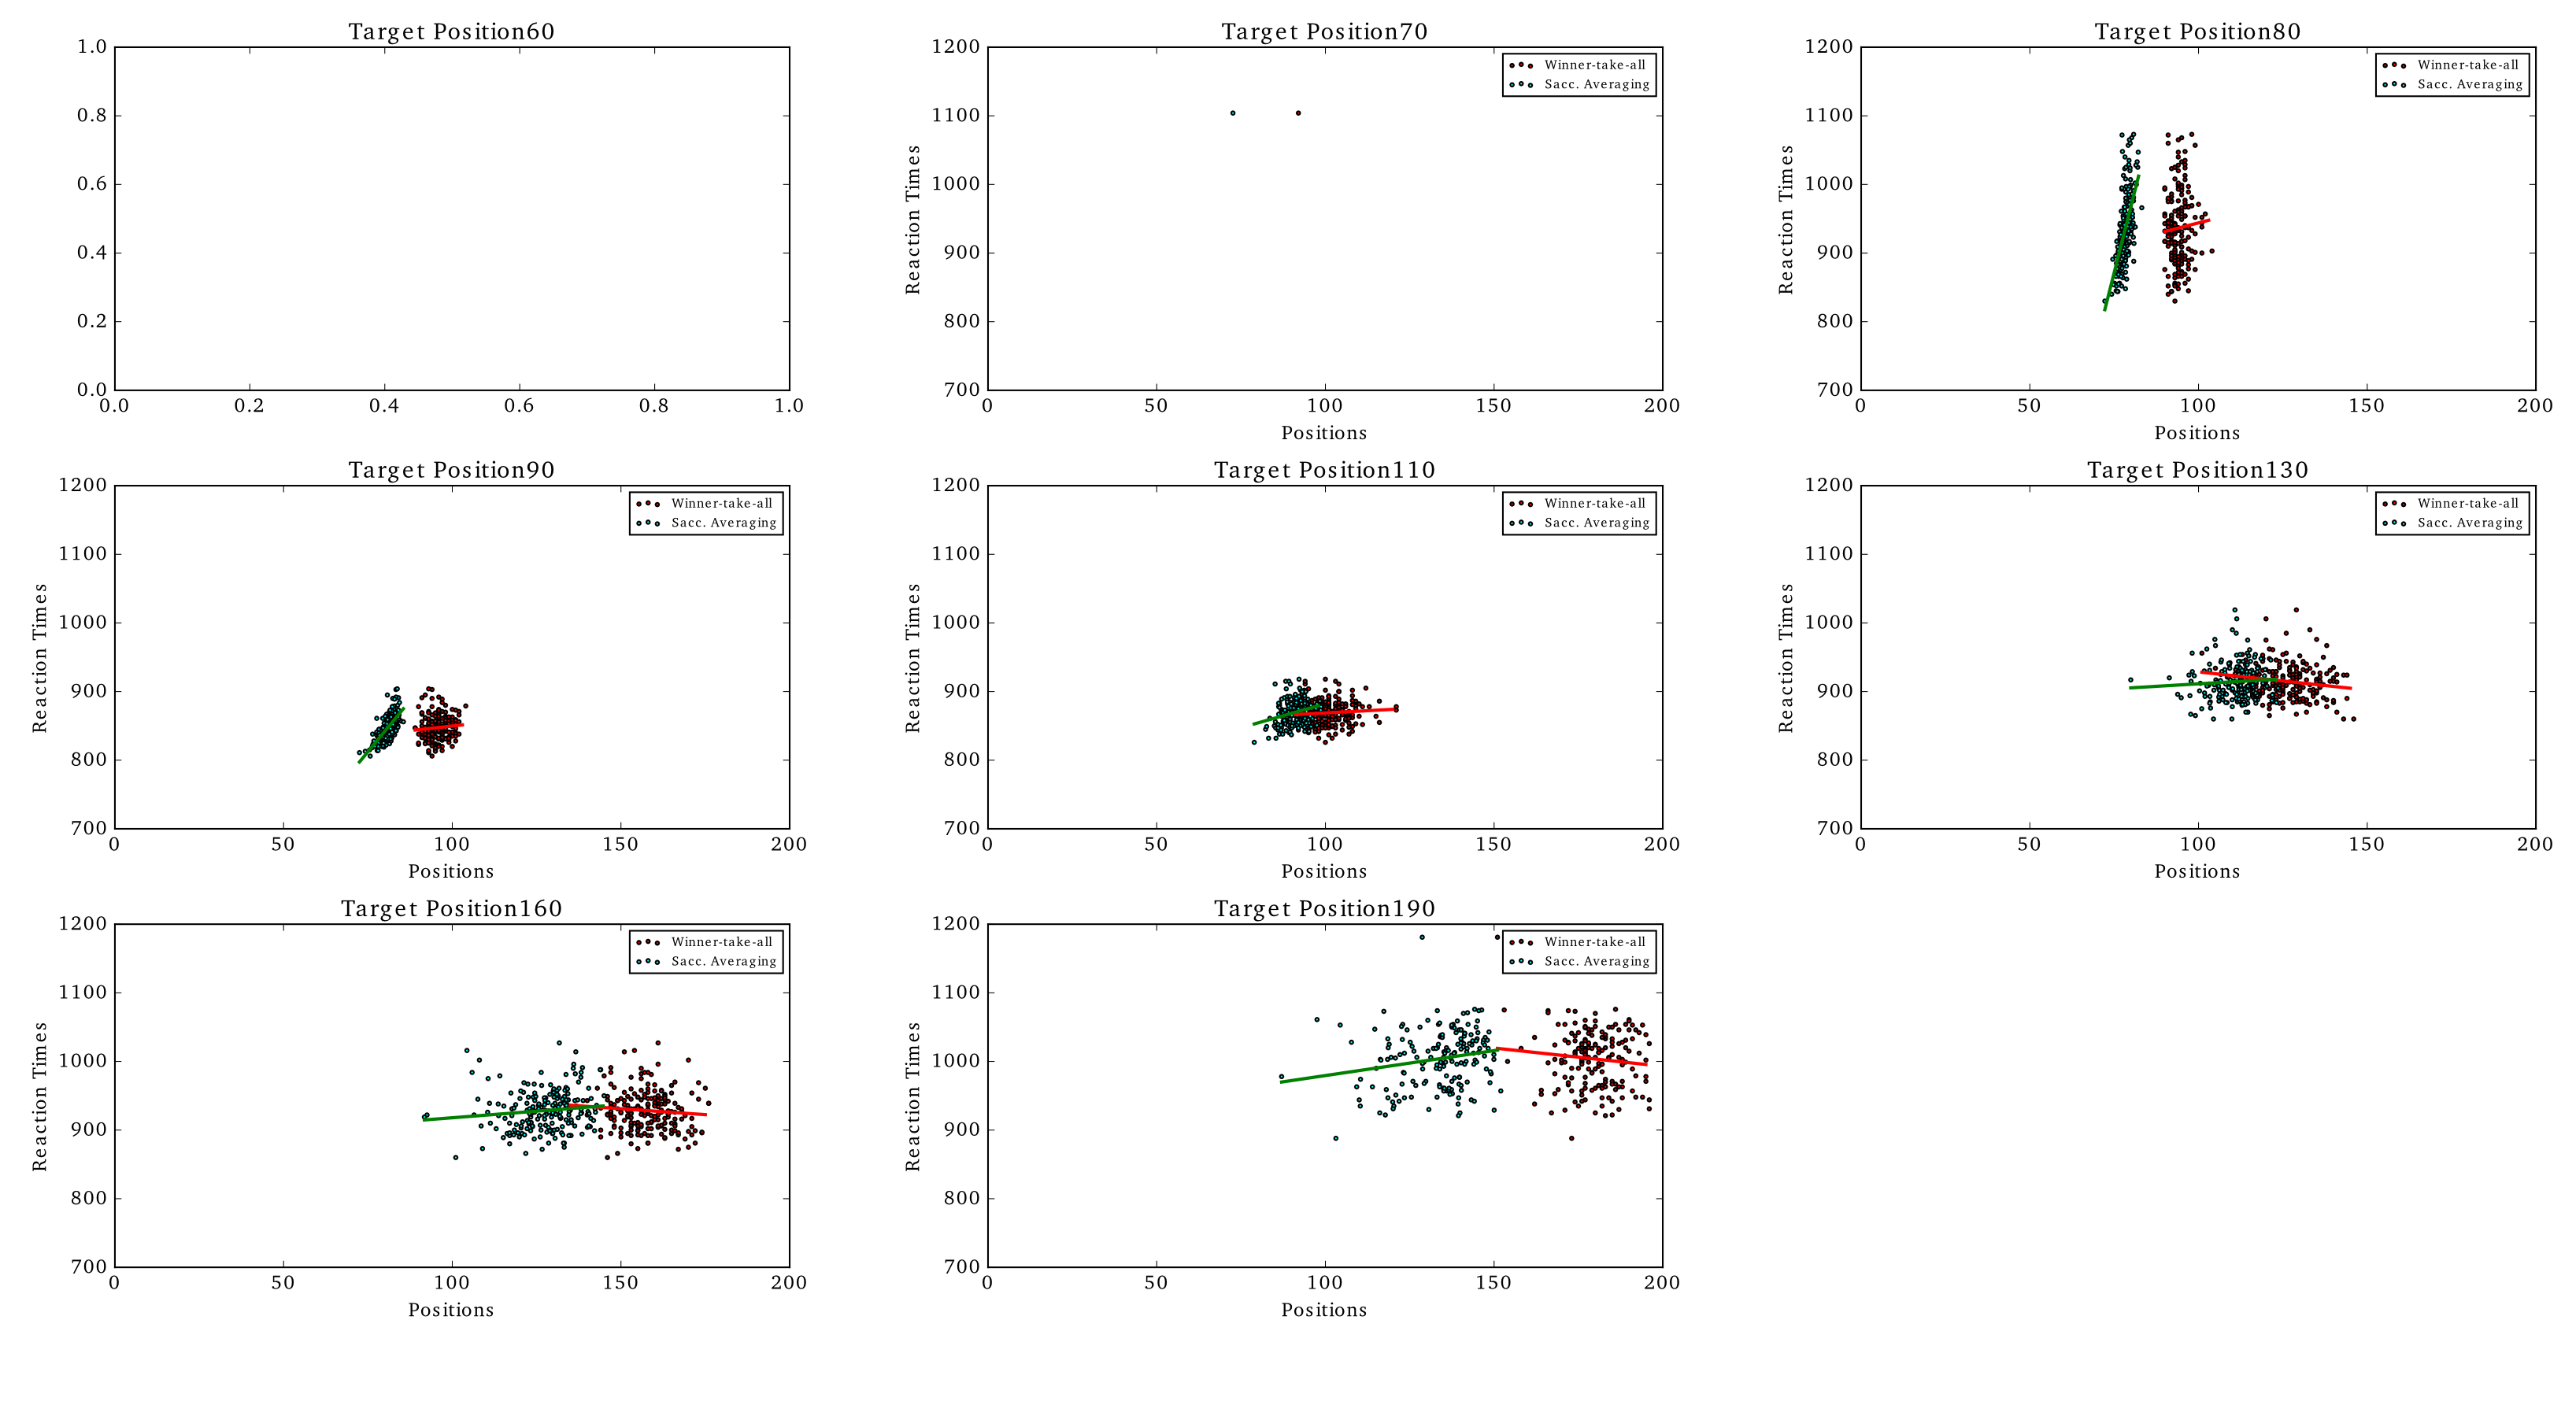 Target Position60
1.0
0.8
0.6
0.4
0.2
0.0
0.0 0.2 0.4 0.6 0.8 1.0
Target Position70
1200
1100
1000
900
800
700
Reaction Times
Winner-take-all
Sacc. Averaging
0 50 100 150 200
Positions
Target Position80
1200
1100
1000
900
800
700
Reaction Times
Winner-take-all
Sacc. Averaging
0 50 100 150 200
Positions
Target Position90
1200
1100
1000
900
800
700
Reaction Times
Winner-take-all
Sacc. Averaging
0 50 100 150 200
Positions
Target Position110
1200
1100
1000
900
800
700
Reaction Times
Winner-take-all
Sacc. Averaging
0 50 100 150 200
Positions
Target Position130
1200
1100
1000
900
800
700
Reaction Times
Winner-take-all
Sacc. Averaging
0 50 100 150 200
Positions
Target Position160
1200
1100
1000
900
800
700
Reaction Times
Winner-take-all
Sacc. Averaging
0 50 100 150 200
Positions
Target Position190
1200
1100
1000
900
800
700
Reaction Times
Winner-take-all
Sacc. Averaging
0 50 100 150 200
Positions